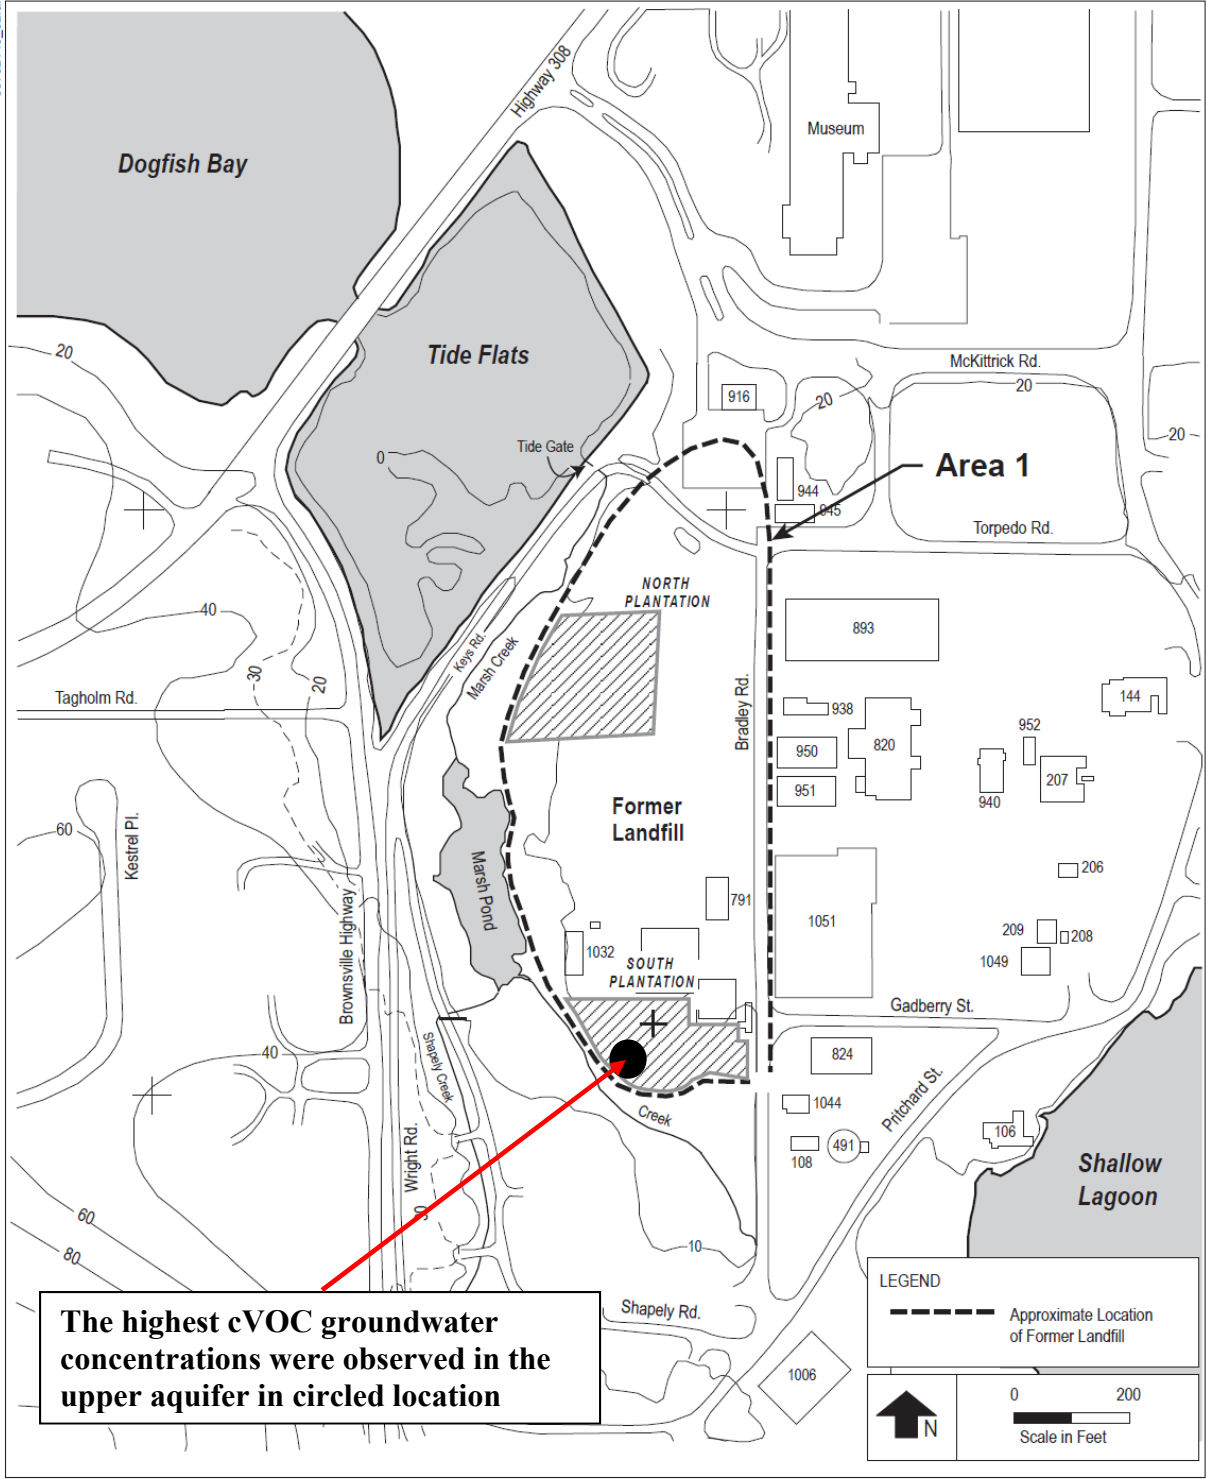 Highway 308
Dogfish Bay
Museum
Tide Flats
20
McKittrick Rd.
20
916
20
20
Tide Gate
0
Area 1
944
945
Torpedo Rd.
NORTH
PLANTATION
40
893
Keys Rd.
Marsh Creek
30
20
Tagholm Rd.
Bradley Rd.
938
144
952
950
820
951
207
940
Former
Landfill
60
Kestrel Pl.
Marsh Pond
206
791
Brownsville Highway
1051
209
208
1032
1049
SOUTH
PLANTATION
Gadberry St.
40
Shapely Creek
824
Pritchard St.
1044
Creek
106
Wright Rd.
491
108
Shallow
Lagoon
60
30
80
10
LEGEND
Approximate Location
of Former Landfill
Shapely Rd.
The highest cVOC groundwater
concentrations were observed in the
upper aquifer in circled location
1006
N
0 200
Scale in Feet